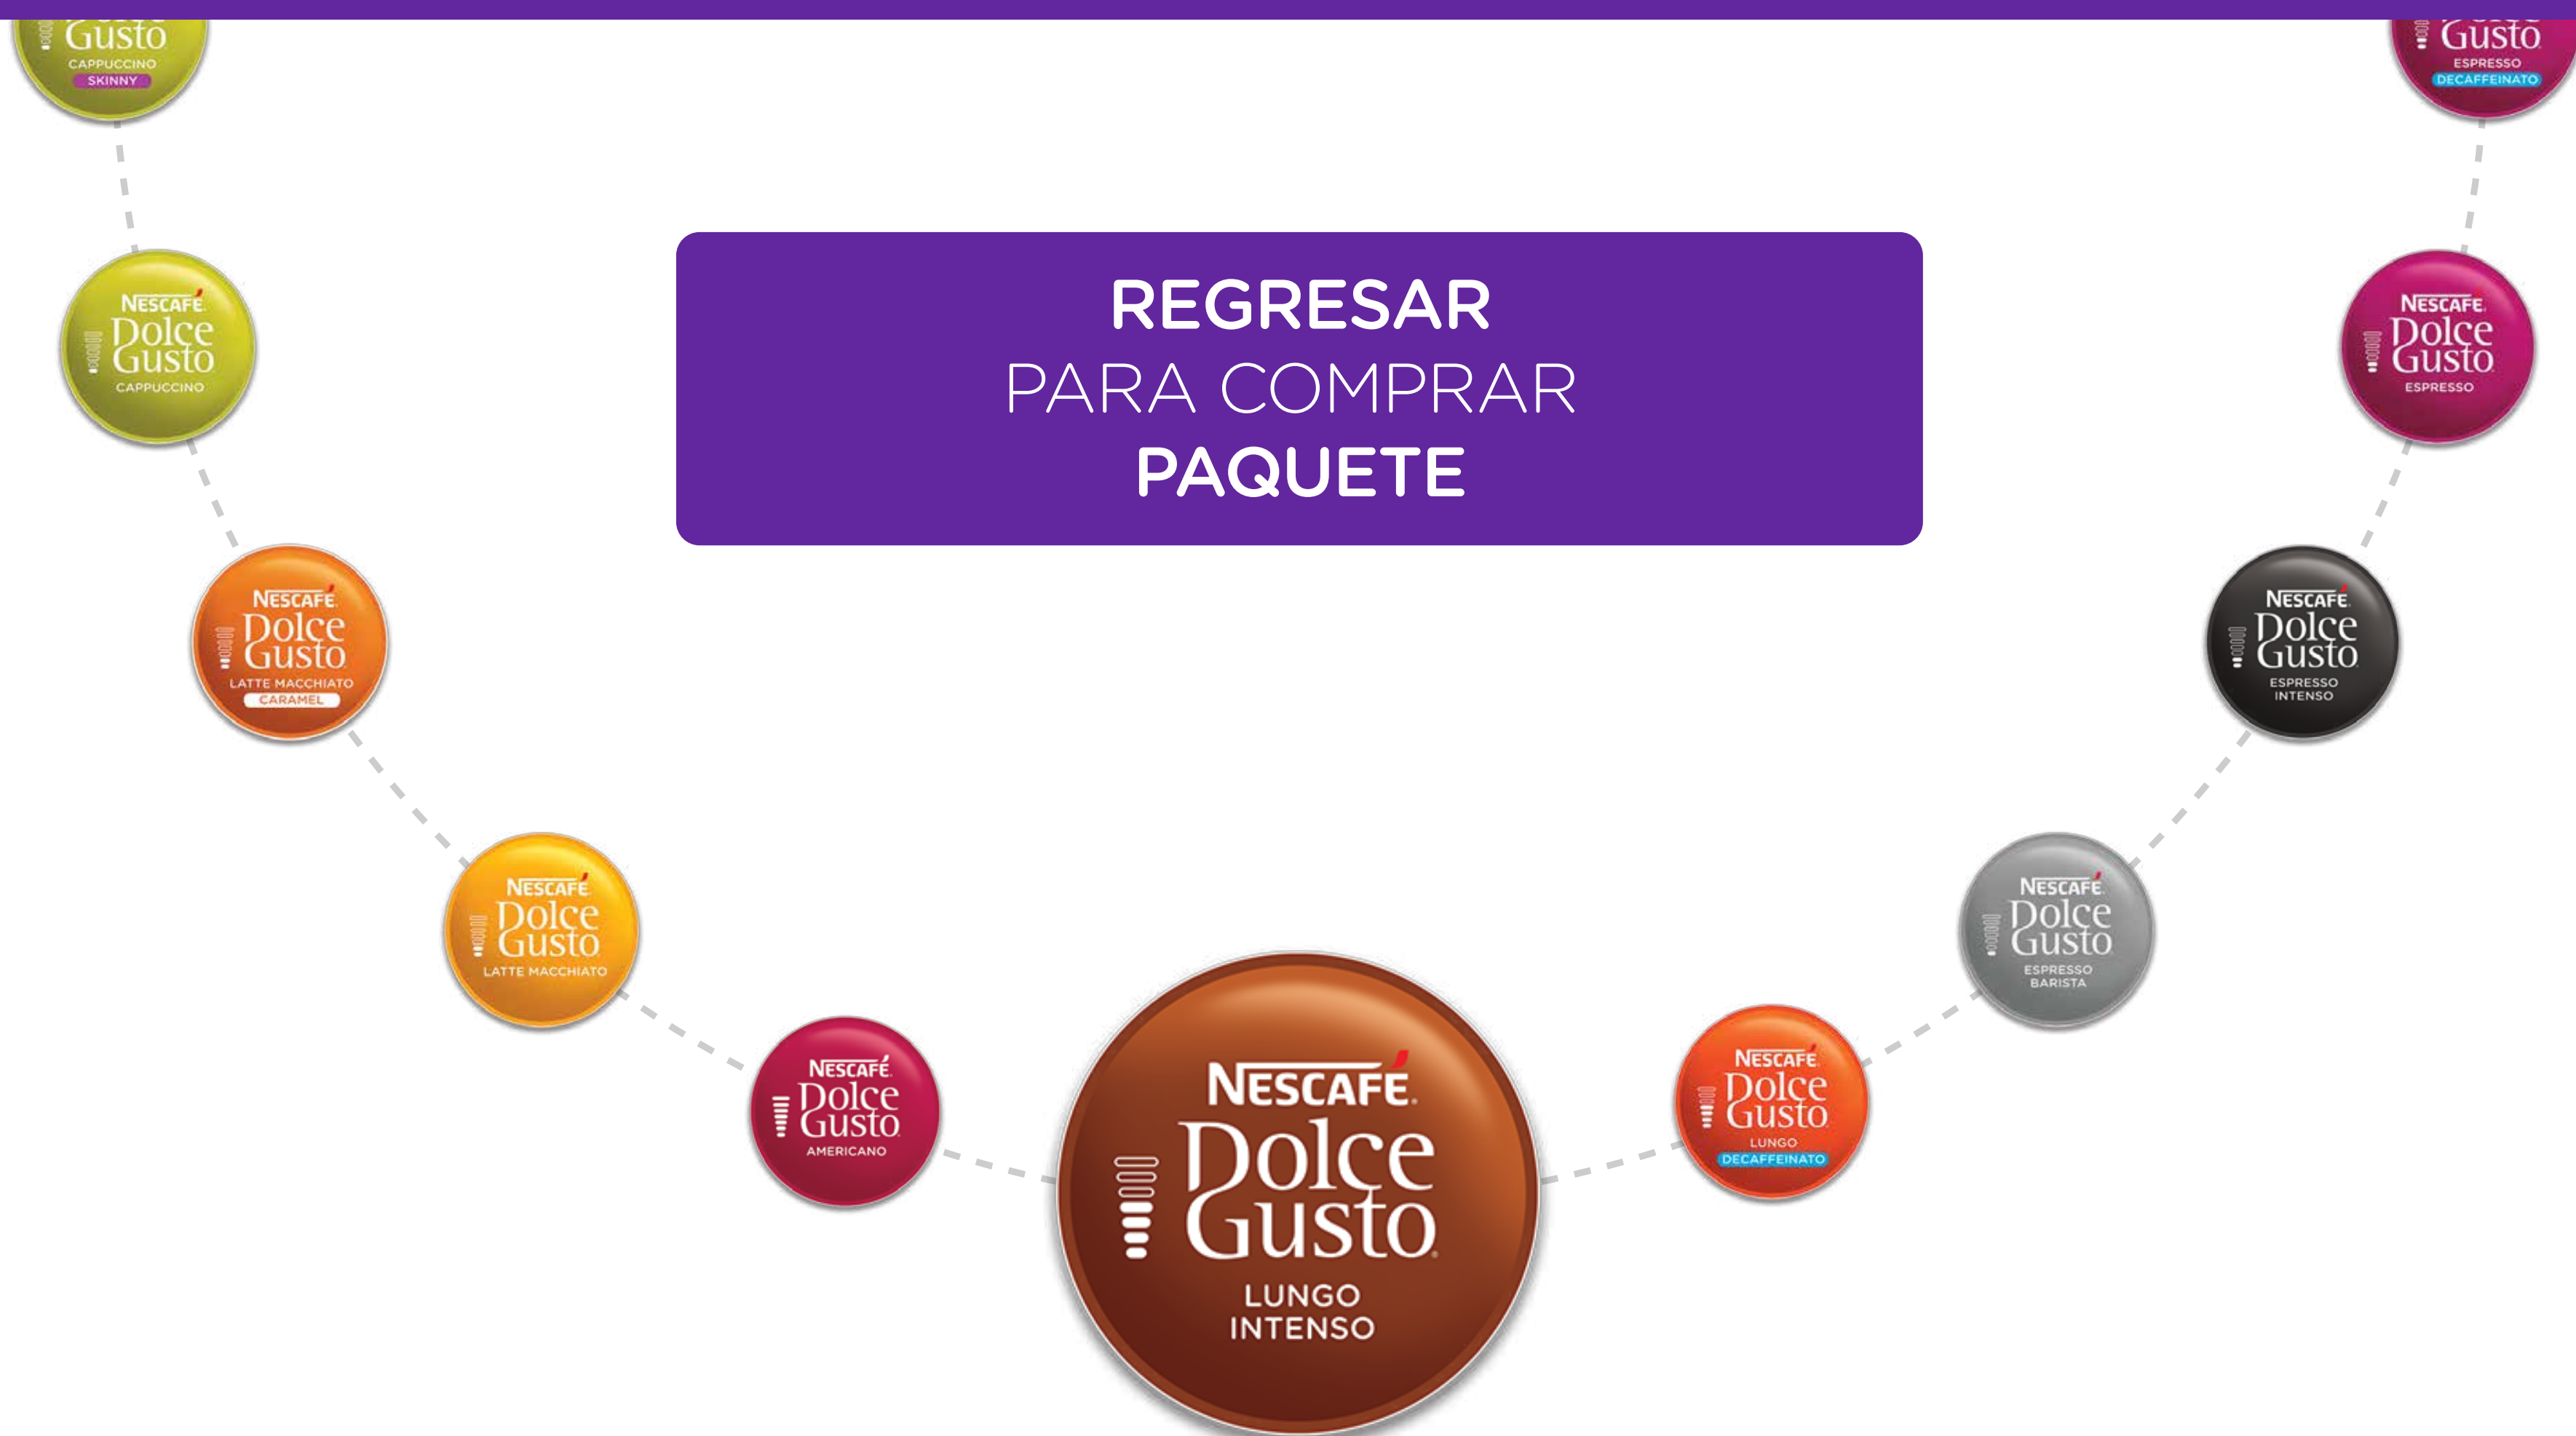 Gusto
CAPPUCCINO
SKINNY
Gusto
ESPRESSO
DECAFFEINATO
REGRESAR
PARA COMPRAR
PAQUETE
NESCAFÉ.
Dolce
Gusto
CAPPUCCINO
NESCAFÉ.
Dolce
Gusto
ESPRESSO
NESCAFÉ.
Dolce
Gusto
LATTE MACCHIATO
CARAMEL
NESCAFÉ.
Dolce
Gusto
ESPRESSO
INTENSO
NESCAFÉ.
Dolce
Gusto
LATTE MACCHIATO
NESCAFÉ.
Dolce
Gusto
ESPRESSO
BARISTA
NESCAFÉ.
Dolce
Gusto
AMERICANO
NESCAFÉ.
Dolce
Gusto
LUNGO
INTENSO
NESCAFÉ.
Dolce
Gusto
LUNGO
DECAFFEINATO